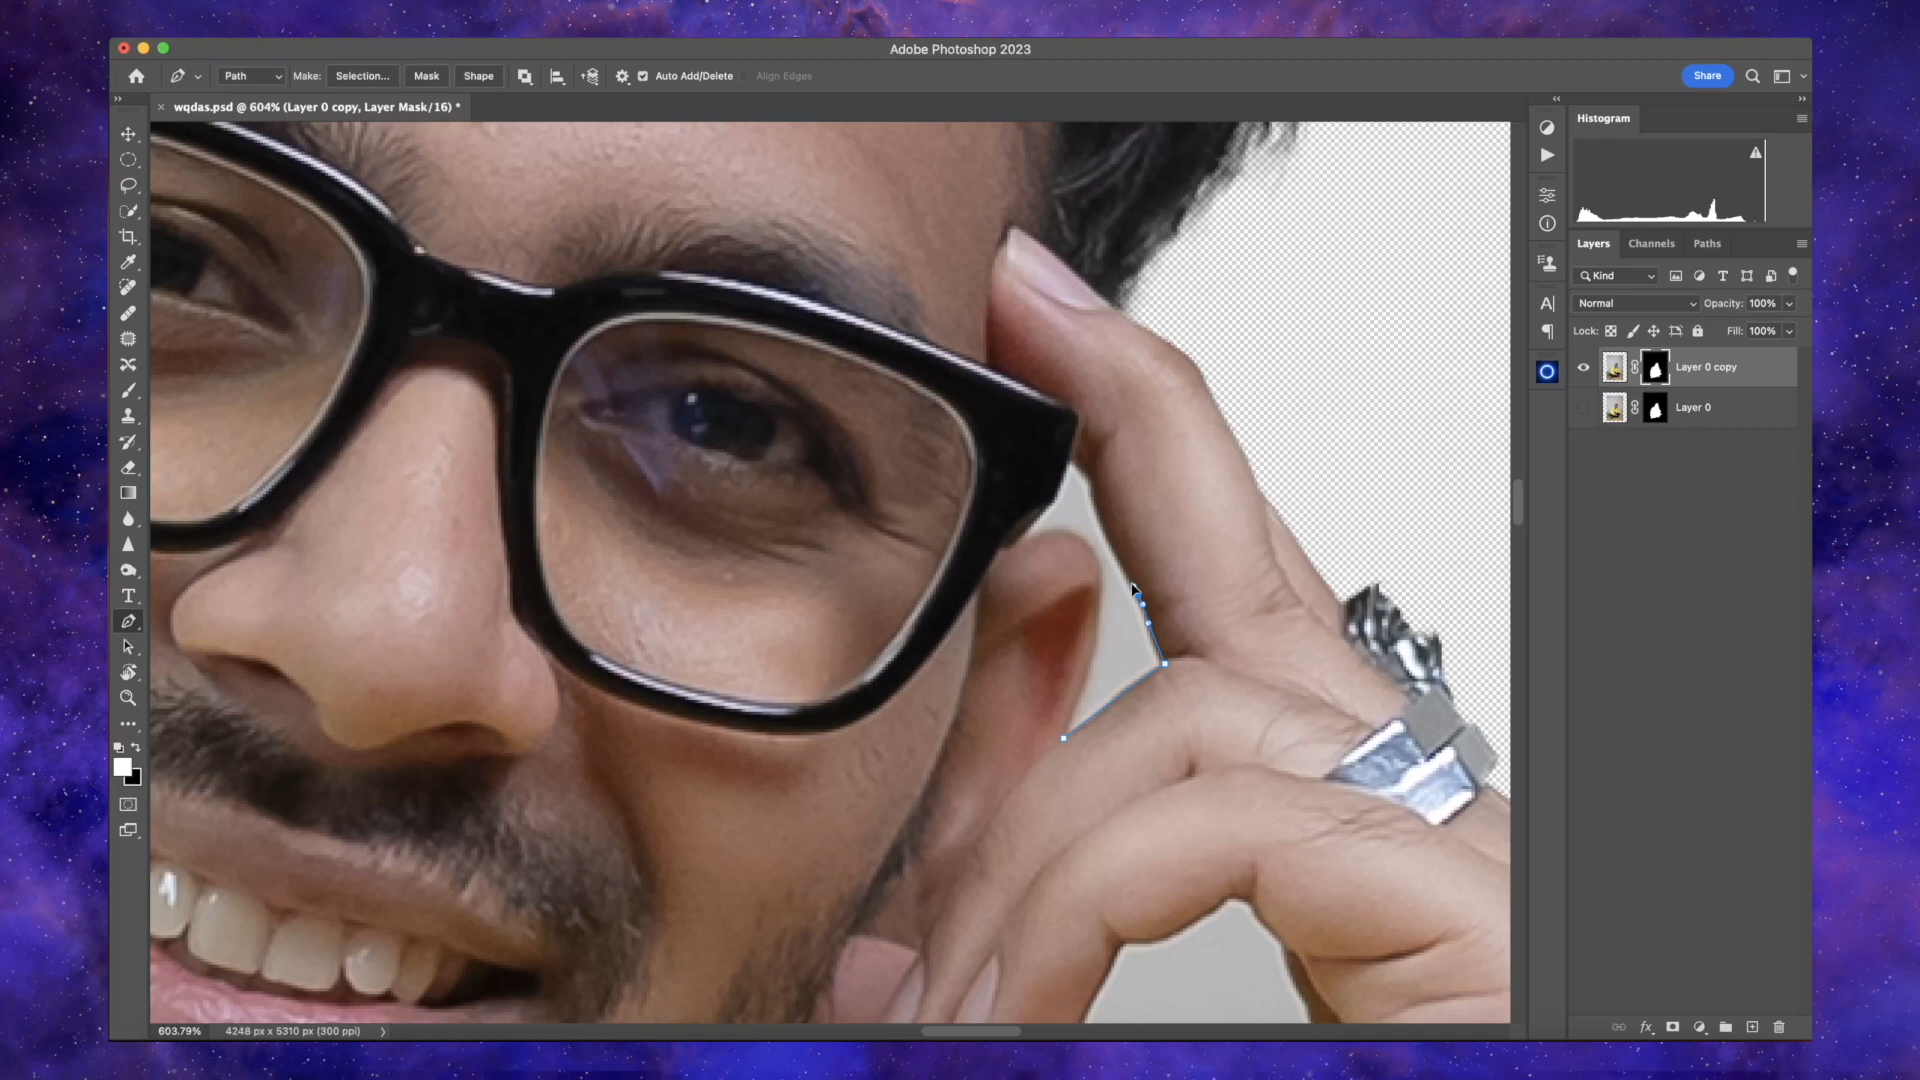 Adobe Photoshop 2023
Path
Make:
Selection...
Mask
Shape
Auto Add/Delete
Align Edges
Share
wqdas.psd @ 604% (Layer 0 copy, Layer Mask/16) *
Histogram
Layers
Channels
Paths
Kind
Normal
Opacity: 100%
Lock:
Fill: 100%
Layer 0 copy
Layer 0
603.79%
4248 px x 5310 px (300 ppi)